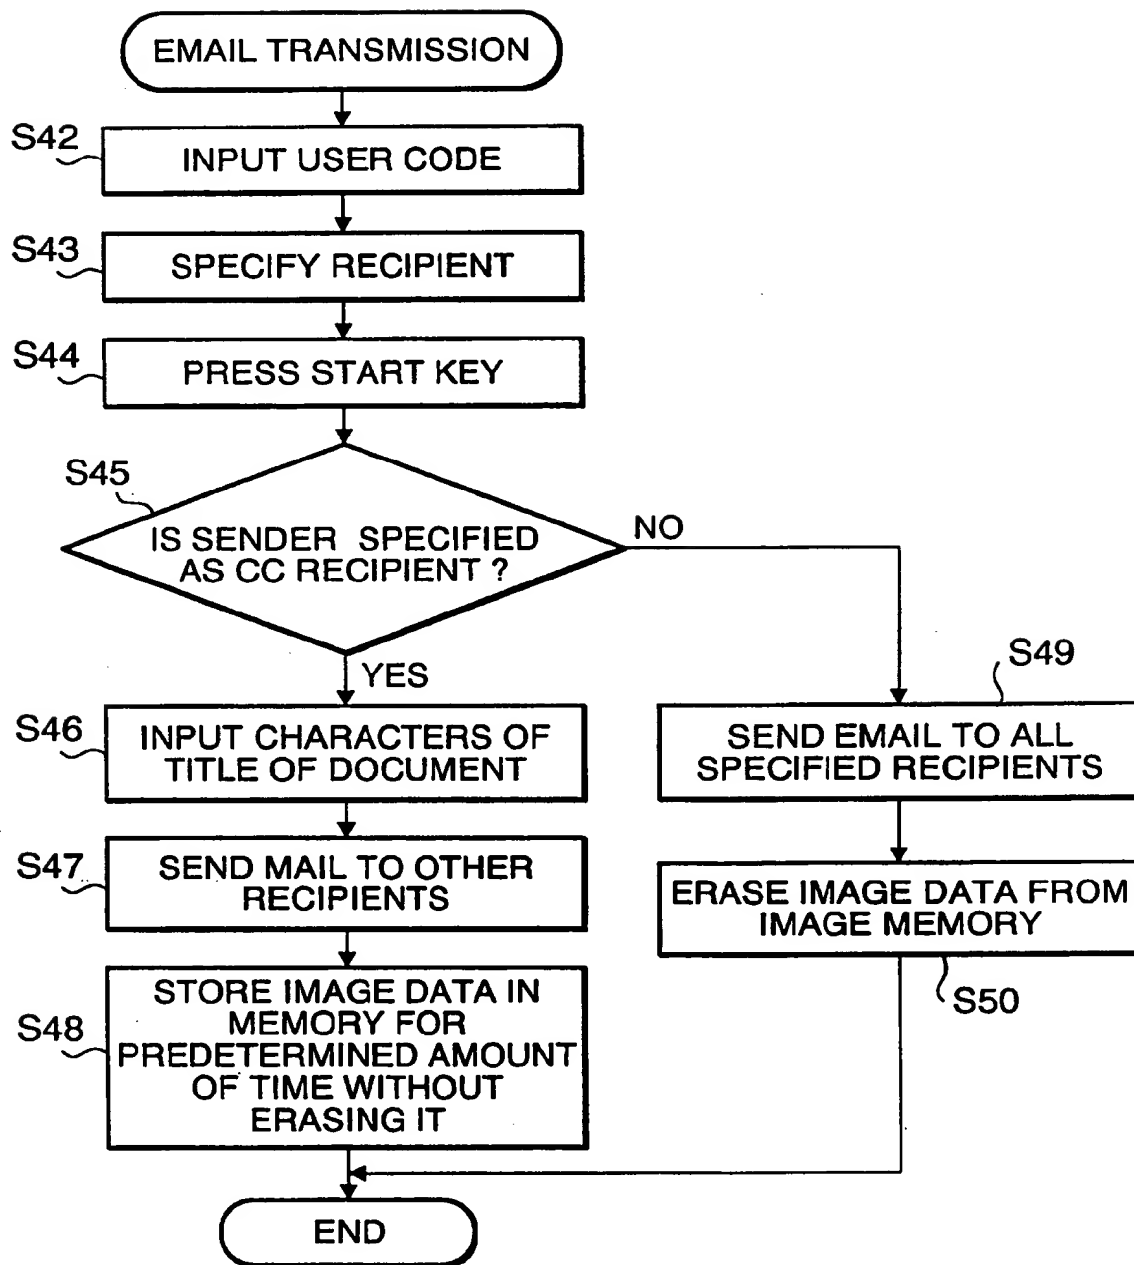 EMAIL TRANSMISSION
S42
INPUT USER CODE
S43
SPECIFY RECIPIENT
S44
PRESS START KEY
S45
IS SENDER SPECIFIED
AS CC RECIPIENT ?
NO
YES
S46
INPUT CHARACTERS OF
TITLE OF DOCUMENT
S47
SEND MAIL TO OTHER
RECIPIENTS
S48
STORE IMAGE DATA IN
MEMORY FOR
PREDETERMINED AMOUNT
OF TIME WITHOUT
ERASING IT
S49
SEND EMAIL TO ALL
SPECIFIED RECIPIENTS
ERASE IMAGE DATA FROM
IMAGE MEMORY
S50
END